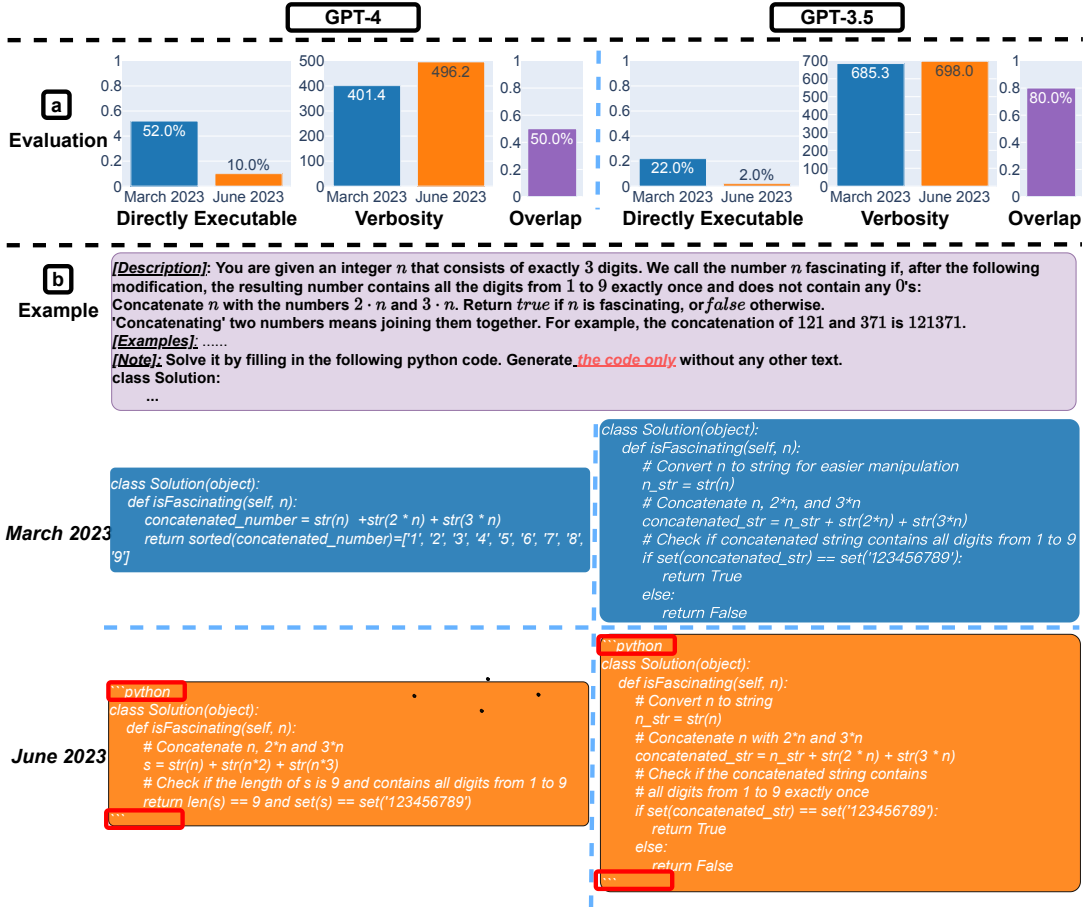 GPT-4
GPT-3.5
a
Evaluation
1
0.8
0.6
0.4
0.2
0
52.0%
10.0%
March 2023
June 2023
Directly Executable
500
400
300
200
100
0
401.4
496.2
March 2023
June 2023
Verbosity
1
0.8
0.6
0.4
0.2
0
50.0%
Overlap
1
0.8
0.6
0.4
0.2
0
22.0%
2.0%
March 2023
June 2023
Directly Executable
700
600
500
400
300
200
100
0
685.3
698.0
March 2023
June 2023
Verbosity
1
0.8
0.6
0.4
0.2
0
80.0%
Overlap
b
Example
[Description]: You are given an integer n that consists of exactly 3 digits. We call the number n fascinating if, after the following
modification, the resulting number contains all the digits from 1 to 9 exactly once and does not contain any 0's:
Concatenate n with the numbers 2 · n and 3 · n. Return true if n is fascinating, or false otherwise.
'Concatenating' two numbers means joining them together. For example, the concatenation of 121 and 371 is 121371.
[Examples]: ......
[Note]: Solve it by filling in the following python code. Generate the code only without any other text.
class Solution:
...
March 2023
class Solution(object):
def isFascinating(self, n):
concatenated_number = str(n) +str(2 * n) + str(3 * n)
return sorted(concatenated_number)=['1', '2', '3', '4', '5', '6', '7', '8',
'9']
class Solution(object):
def isFascinating(self, n):
# Convert n to string for easier manipulation
n_str = str(n)
# Concatenate n, 2*n, and 3*n
concatenated_str = n_str + str(2*n) + str(3*n)
# Check if concatenated string contains all digits from 1 to 9
if set(concatenated_str) == set('123456789'):
return True
else:
return False
June 2023
```python
class Solution(object):
def isFascinating(self, n):
# Concatenate n, 2*n and 3*n
s = str(n) + str(n*2) + str(n*3)
# Check if the length of s is 9 and contains all digits from 1 to 9
return len(s) == 9 and set(s) == set('123456789')
```
```python
class Solution(object):
def isFascinating(self, n):
# Convert n to string
n_str = str(n)
# Concatenate n with 2*n and 3*n
concatenated_str = n_str + str(2 * n) + str(3 * n)
# Check if the concatenated string contains
# all digits from 1 to 9 exactly once
if set(concatenated_str) == set('123456789'):
return True
else:
return False
```